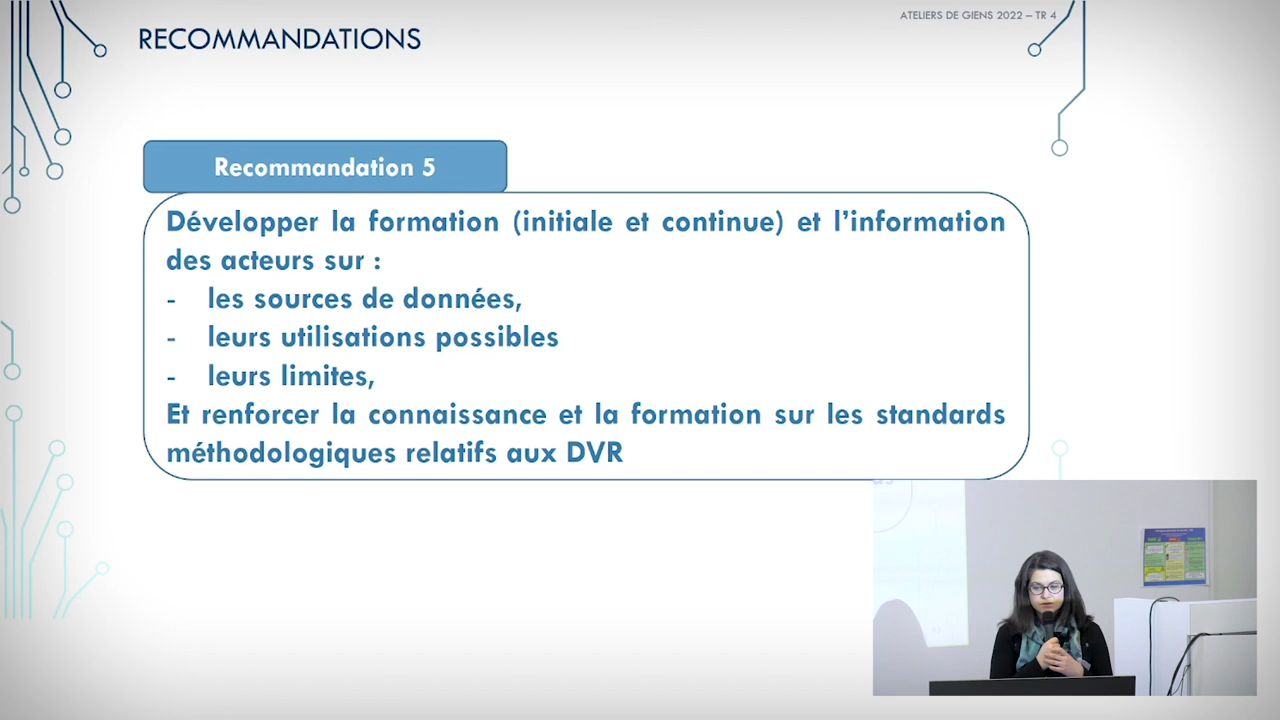 ATELIERS DE GIENS 2022 – TR 4
RECOMMANDATIONS
Recommandation 5
Développer la formation (initiale et continue) et l’information
des acteurs sur :
- les sources de données,
- leurs utilisations possibles
- leurs limites,
Et renforcer la connaissance et la formation sur les standards
méthodologiques relatifs aux DVR